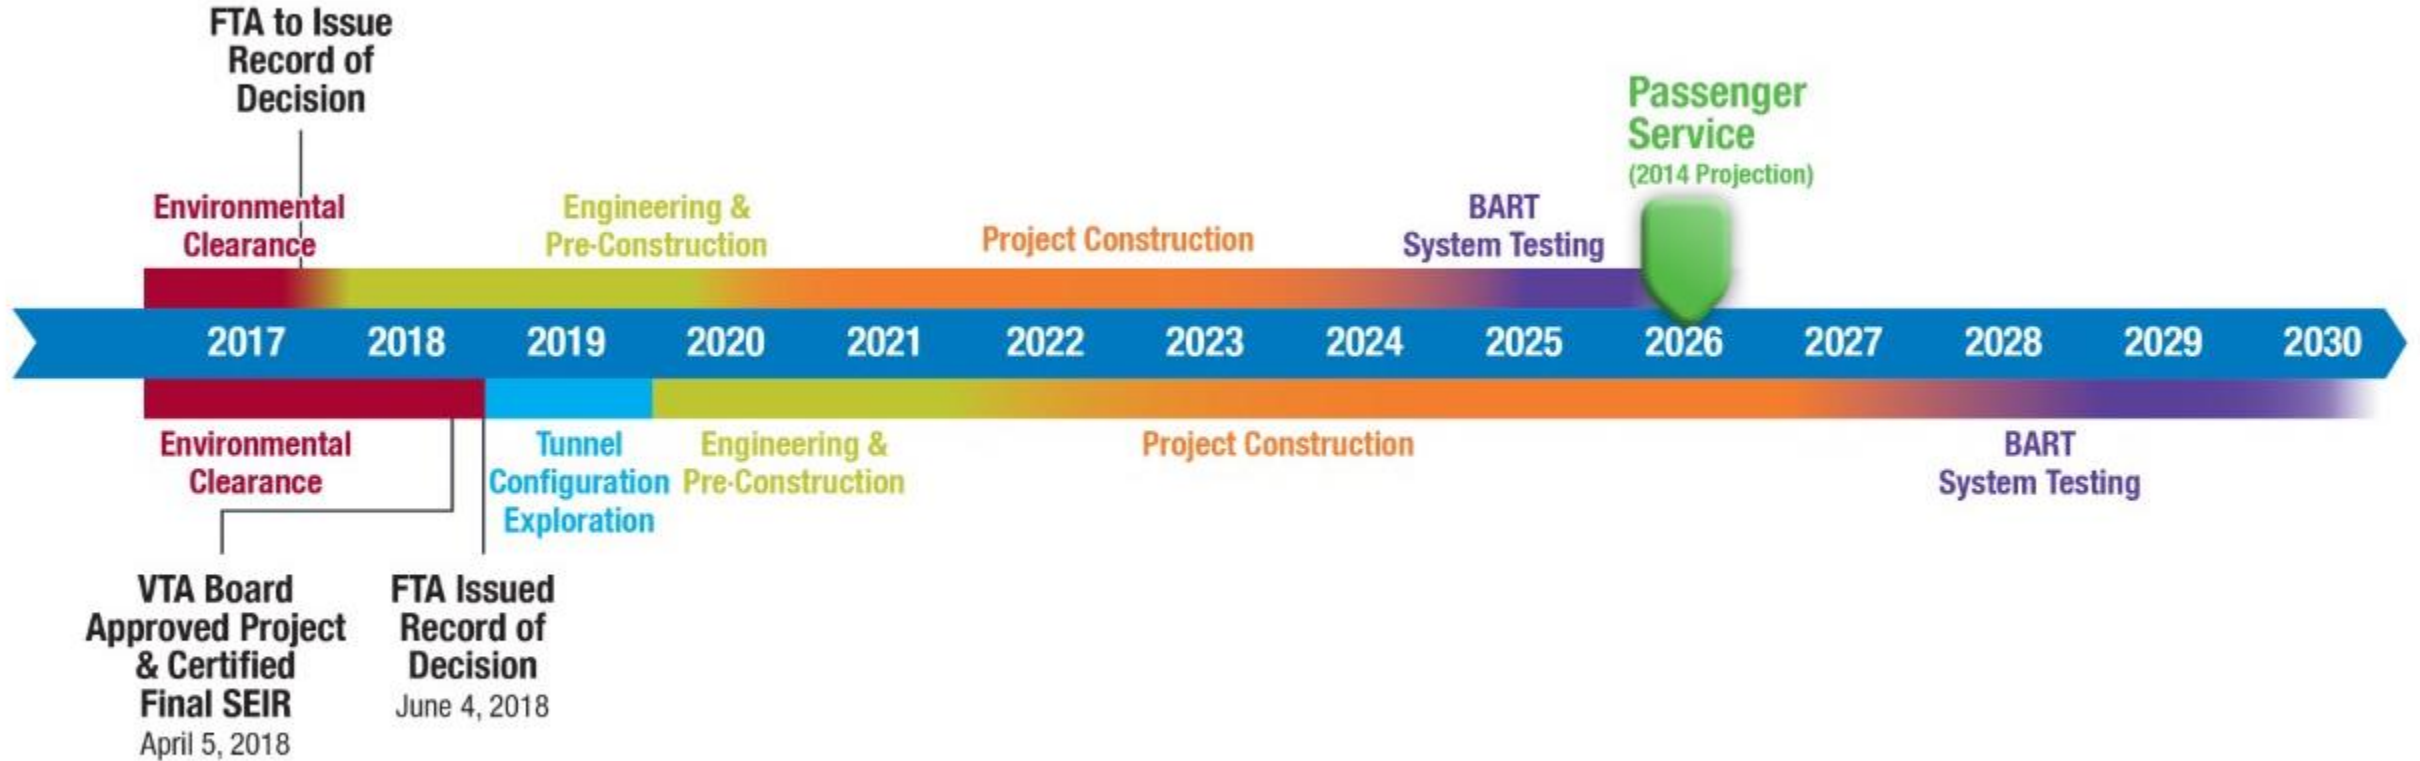 FTA to Issue
Record of
Decision
Passenger
Service
(2014 Projection)
Environmental
Clearance
Engineering &
Pre-Construction
Project Construction
BART
System Testing
2017 2018 2019 2020 2021 2022 2023 2024 2025 2026 2027 2028 2029 2030
Environmental
Clearance
Tunnel
Configuration
Exploration
Engineering &
Pre-Construction
Project Construction
BART
System Testing
VTA Board
Approved Project
& Certified
Final SEIR
April 5, 2018
FTA Issued
Record of
Decision
June 4, 2018